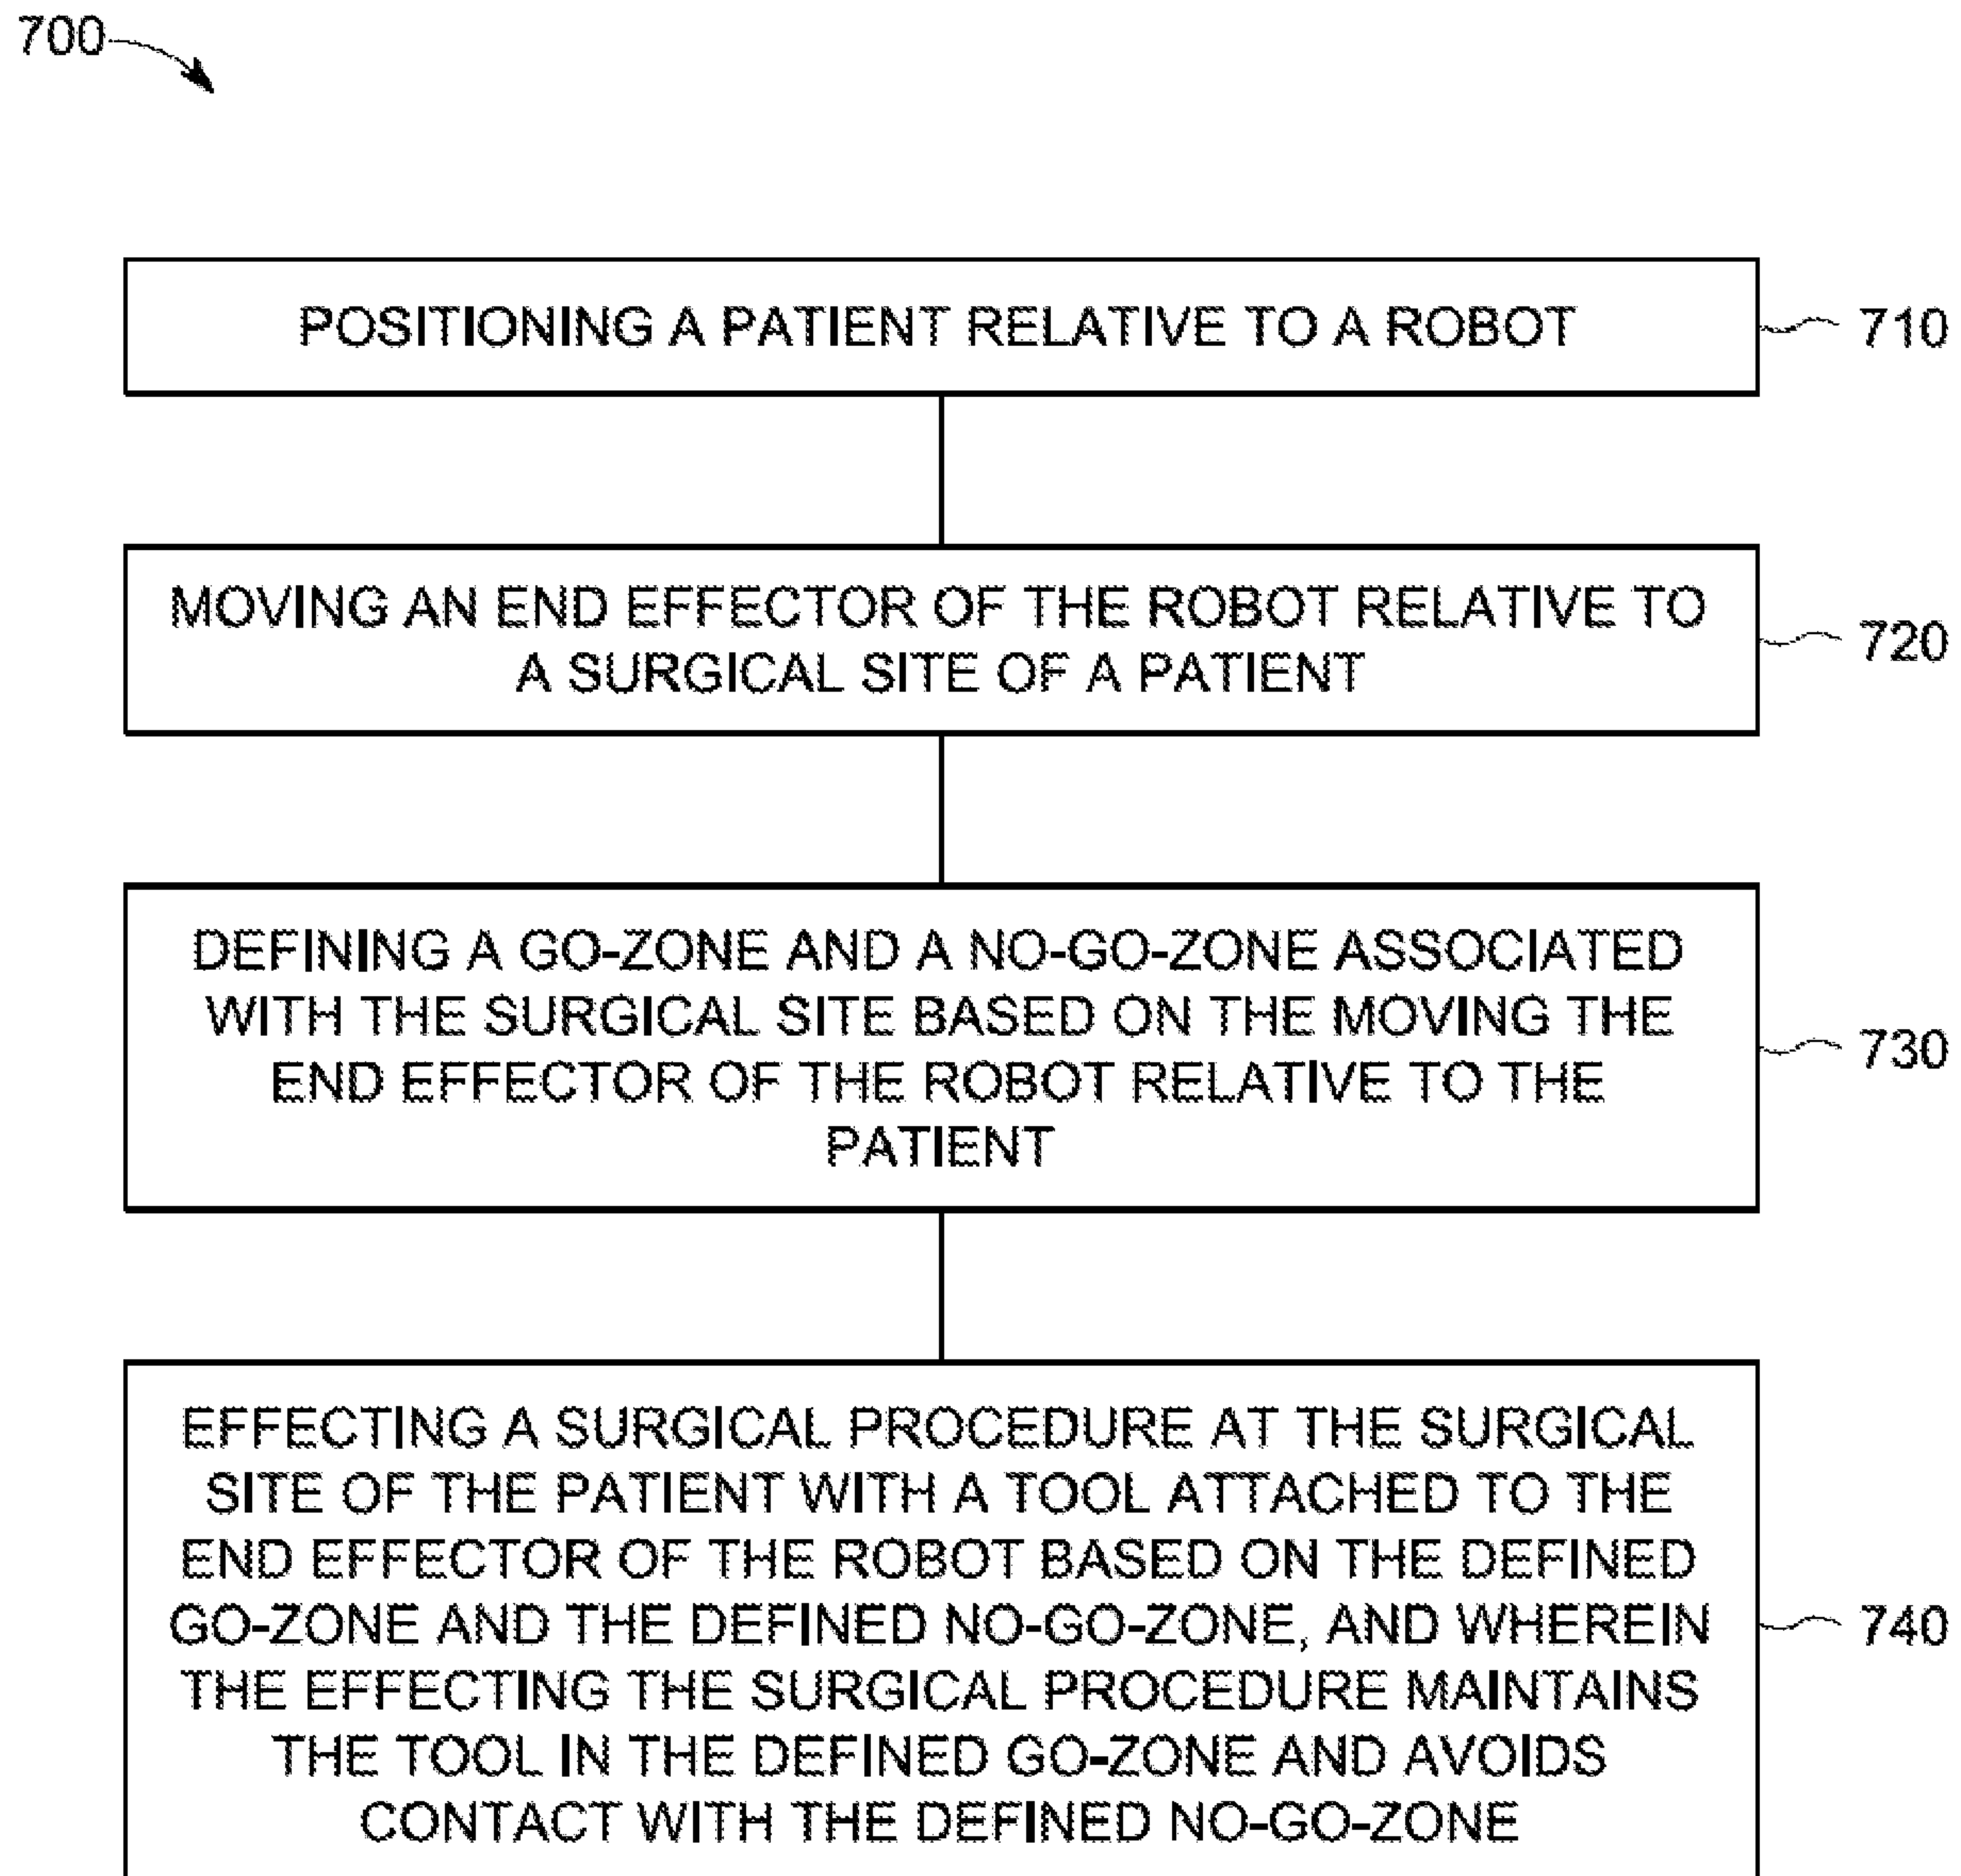 700
POSITIONING A PATIENT RELATIVE TO A ROBOT
710
MOVING AN END EFFECTOR OF THE ROBOT RELATIVE TO
A SURGICAL SITE OF A PATIENT
720
DEFINING A GO-ZONE AND A NO-GO-ZONE ASSOCIATED
WITH THE SURGICAL SITE BASED ON THE MOVING THE
END EFFECTOR OF THE ROBOT RELATIVE TO THE
PATIENT
730
EFFECTING A SURGICAL PROCEDURE AT THE SURGICAL
SITE OF THE PATIENT WITH A TOOL ATTACHED TO THE
END EFFECTOR OF THE ROBOT BASED ON THE DEFINED
GO-ZONE AND THE DEFINED NO-GO-ZONE, AND WHEREIN
THE EFFECTING THE SURGICAL PROCEDURE MAINTAINS
THE TOOL IN THE DEFINED GO-ZONE AND AVOIDS
CONTACT WITH THE DEFINED NO-GO-ZONE
740